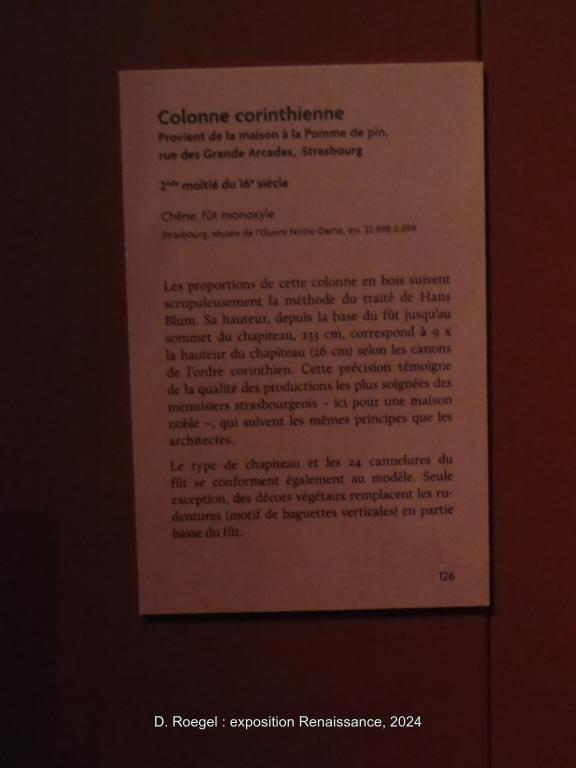 Colonne corinthienne
Provient de la maison à la Pomme de pin,
rue des Grande Arcades, Strasbourg
2nde moitié du 16e siècle
Chêne, fût monoxyle
Strasbourg, Musée de l'Œuvre Notre-Dame, inv. 22.998.0.699
Les proportions de cette colonne en bois suivent
scrupuleusement la méthode du traité de Hans
Blum. Sa hauteur, depuis la base du fût jusqu'au
sommet du chapiteau, 233 cm, correspond à 9 x
la hauteur du chapiteau (26 cm) selon les canons
de l'ordre corinthien. Cette précision témoigne
de la qualité des productions les plus soignées des
menuisiers strasbourgeois – ici pour une maison
noble –, qui suivent les mêmes principes que les
architectes.
Le type de chapiteau et les 24 cannelures du
fût se conforment également au modèle. Seule
exception, des décors végétaux remplacent les ru-
dentures (motif de baguettes verticales) en partie
basse du fût.
126
D. Roegel : exposition Renaissance, 2024